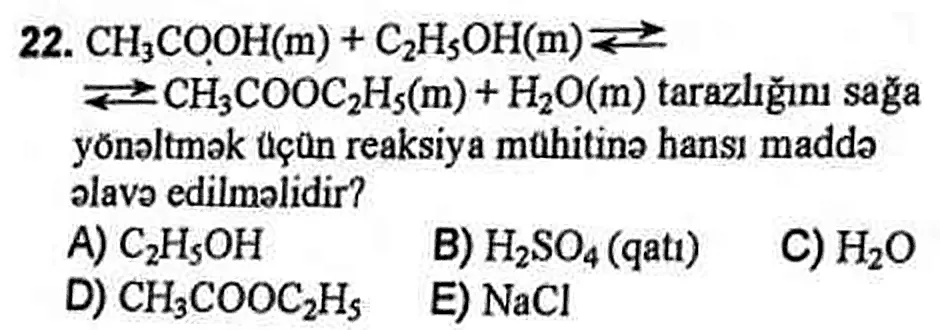 22. CH₃COOH(m) + C₂H₅OH(m)⇄
⇄CH₃COOC₂H₅(m) + H₂O(m) tarazlığını sağa
yönəltmək üçün reaksiya mühitinə hansı maddə
əlavə edilməlidir?
A) C₂H₅OH B) H₂SO₄ (qatı) C) H₂O
D) CH₃COOC₂H₅ E) NaCl